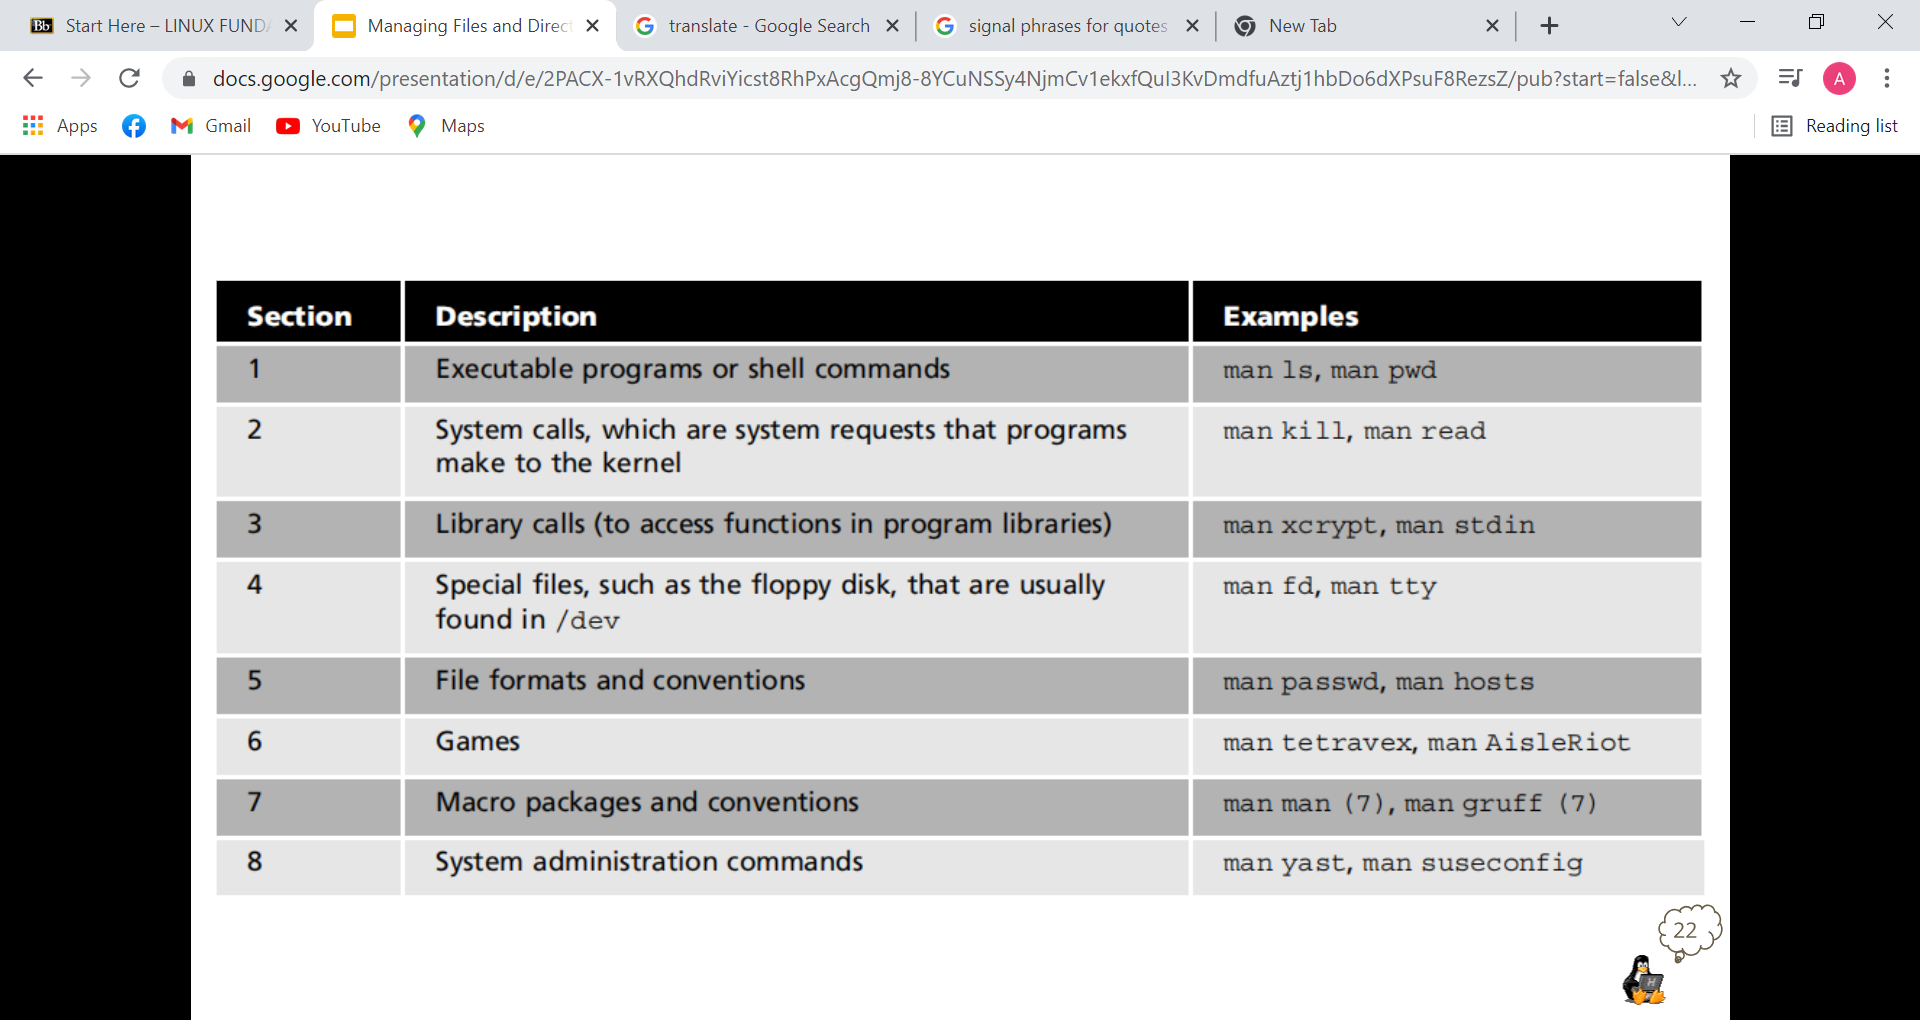 Bb Start Here – LINUX FUND
Managing Files and Direct
translate - Google Search
signal phrases for quotes
New Tab
docs.google.com/presentation/d/e/2PACX-1vRXQhdRviYicst8RhPxAcgQmj8-8YCuNSSy4NjmCv1ekxfQuI3KvDmdfuAztj1hbDo6dXPsuF8RezsZ/pub?start=false&l...
A
Apps Gmail YouTube Maps Reading list
Section Description Examples
1 Executable programs or shell commands man ls, man pwd
2 System calls, which are system requests that programs man kill, man read
make to the kernel
3 Library calls (to access functions in program libraries) man xcrypt, man stdin
4 Special files, such as the floppy disk, that are usually man fd, man tty
found in /dev
5 File formats and conventions man passwd, man hosts
6 Games man tetravex, man AisleRiot
7 Macro packages and conventions man man (7), man gruff (7)
8 System administration commands man yast, man suseconfig
22
H